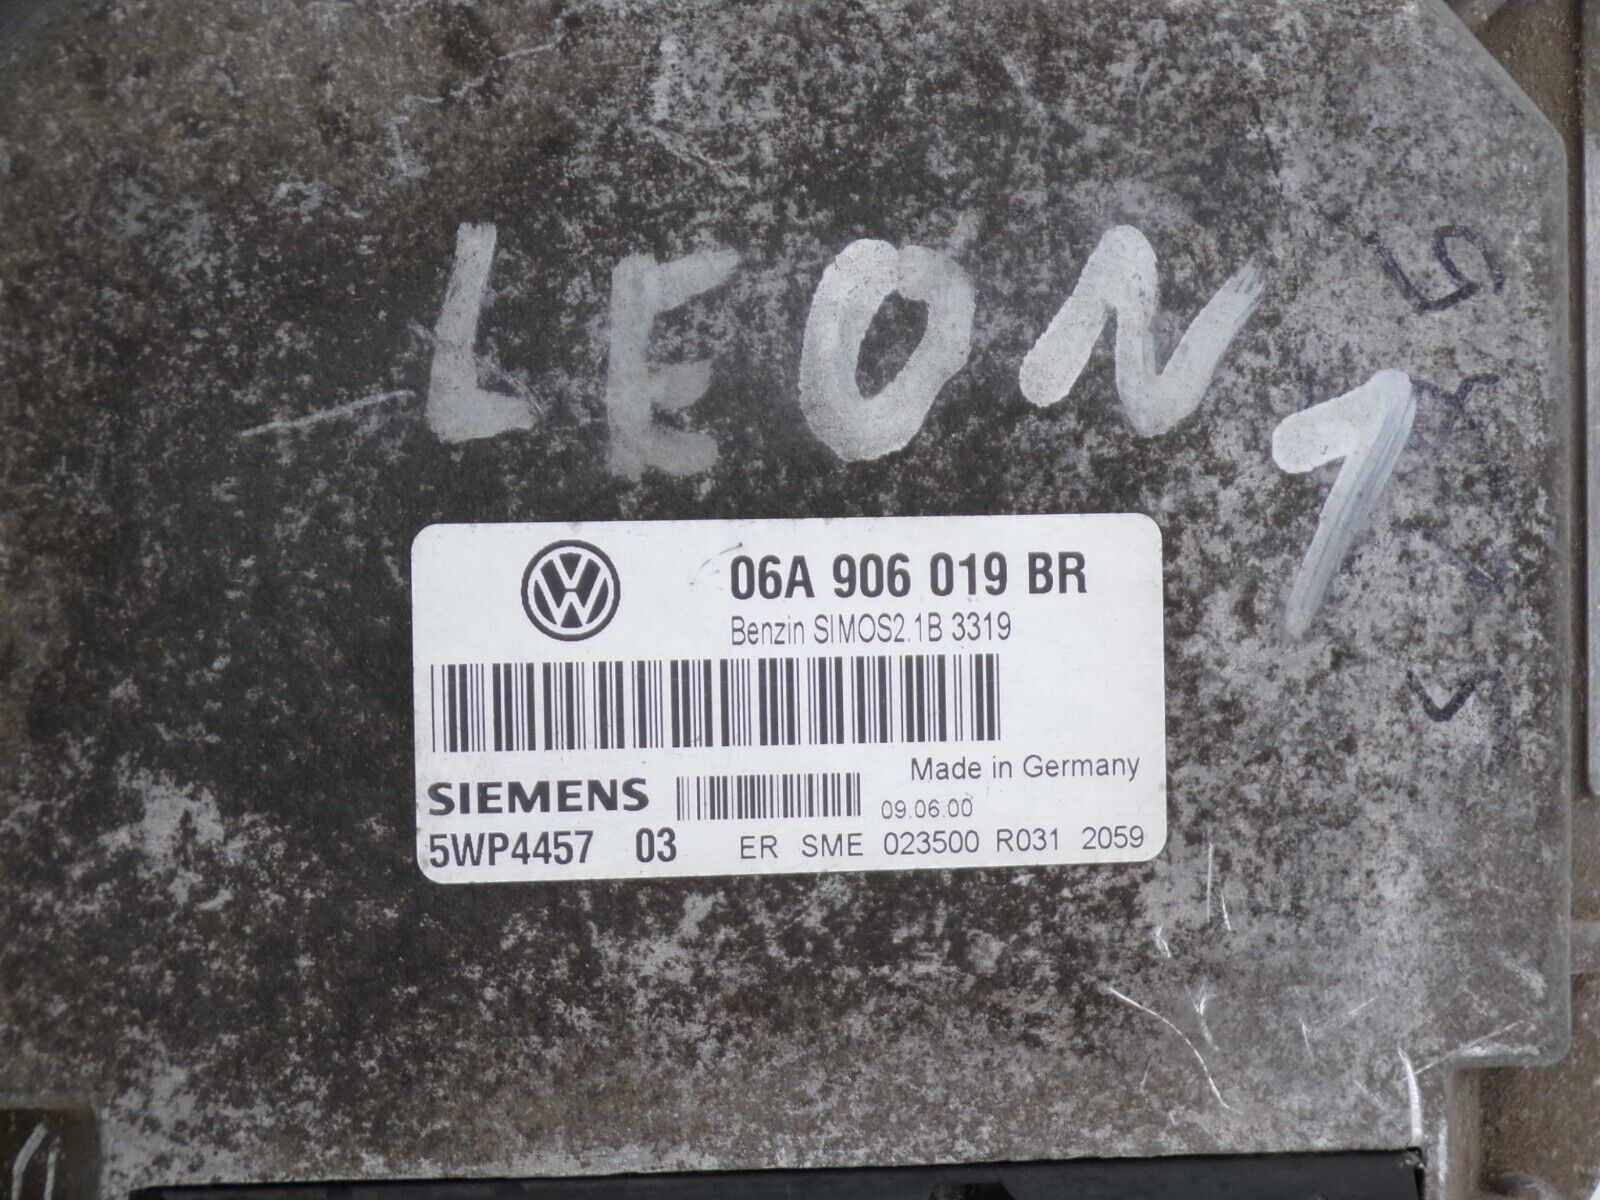 LEON 1
06A 906 019 BR
Benzin SIMOS2.1B 3319
Made in Germany
SIEMENS
09.06.00
5WP4457 03 ER SME 023500 R031 2059